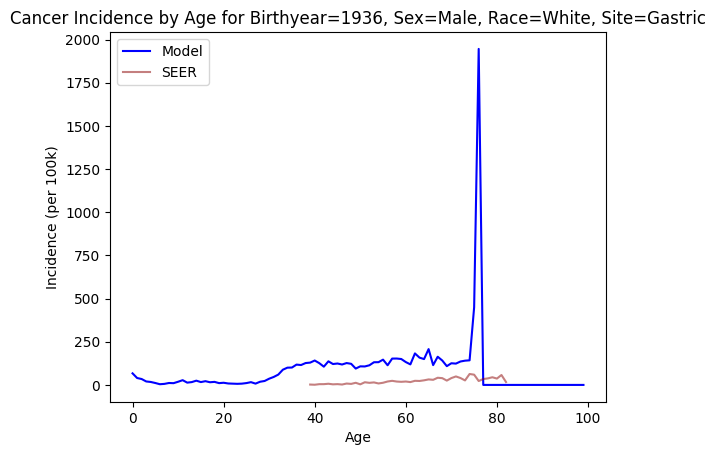 Cancer Incidence by Age for Birthyear=1936, Sex=Male, Race=White, Site=Gastric
Model
SEER
2000
1750
1500
1250
1000
750
500
250
0
Incidence (per 100k)
0 20 40 60 80 100
Age